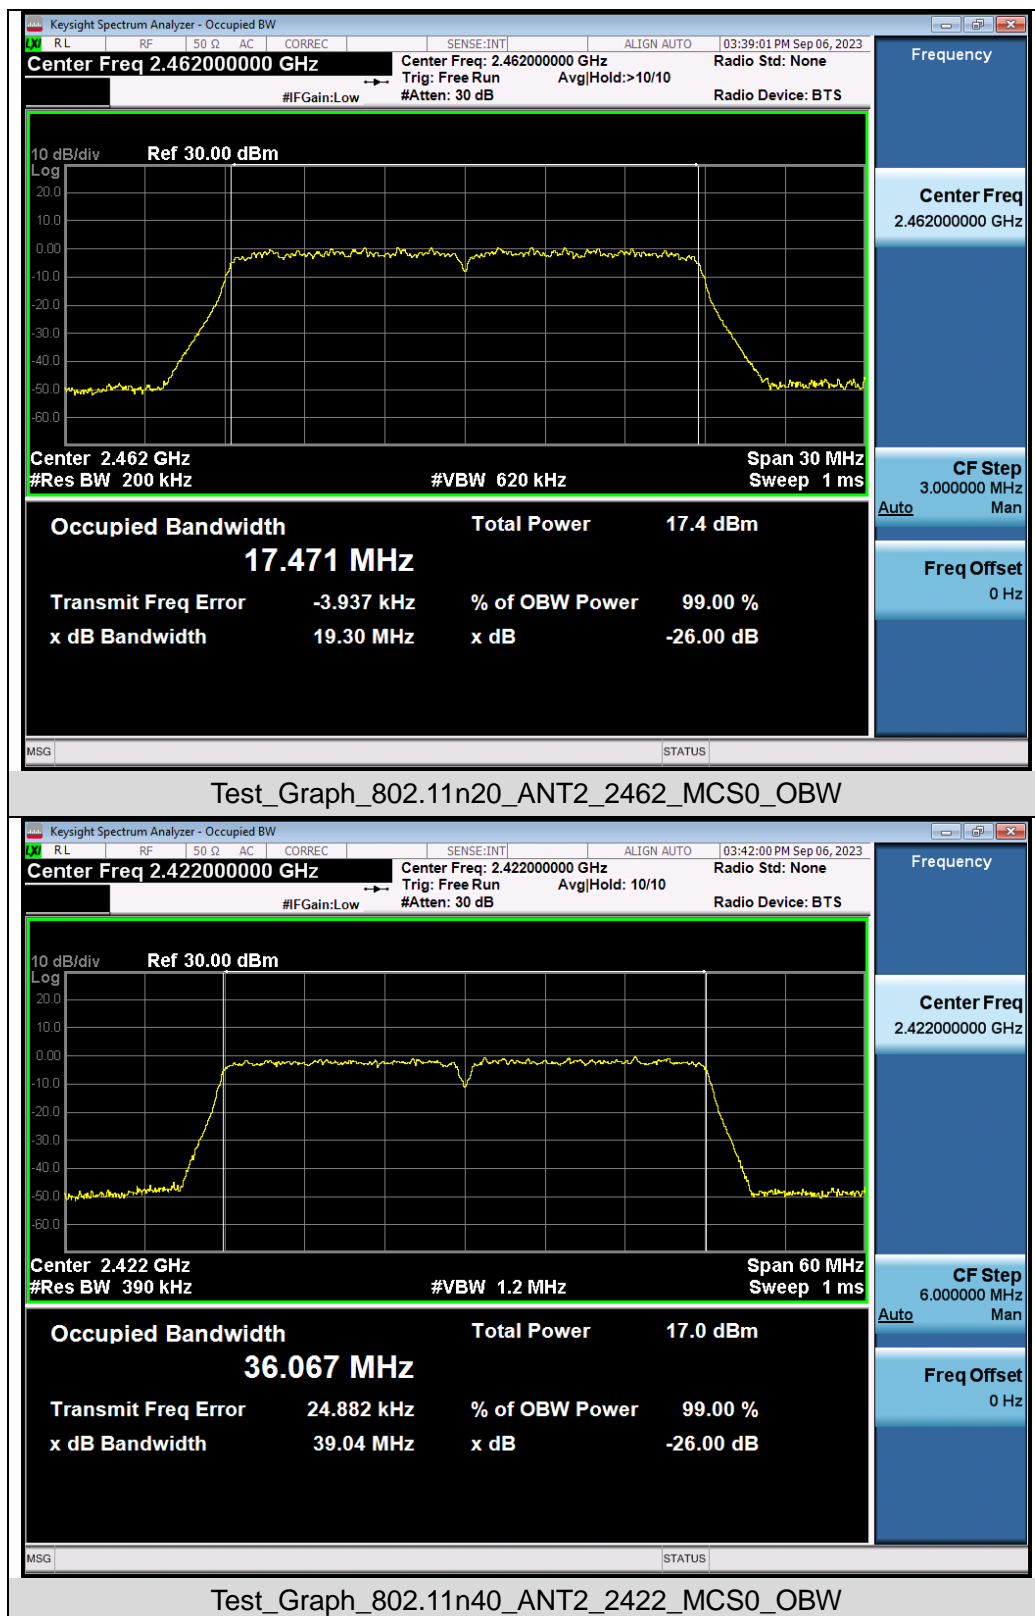 Keysight Spectrum Analyzer - Occupied BW
LXI RL RF 50 Ω AC CORREC SENSE:INT ALIGN AUTO 03:39:01 PM Sep 06, 2023
Center Freq 2.462000000 GHz
Center Freq: 2.462000000 GHz
Radio Std: None
Trig: Free Run Avg|Hold:>10/10
#IFGain:Low
#Atten: 30 dB
Radio Device: BTS
Frequency
10 dB/div Ref 30.00 dBm
Log
20.0
10.0
0.00
-10.0
-20.0
-30.0
-40.0
-50.0
-60.0
Center 2.462 GHz Span 30 MHz
#Res BW 200 kHz #VBW 620 kHz Sweep 1 ms
Center Freq
2.462000000 GHz
CF Step
3.000000 MHz
Auto Man
Freq Offset
0 Hz
Occupied Bandwidth Total Power 17.4 dBm
17.471 MHz
Transmit Freq Error -3.937 kHz % of OBW Power 99.00 %
x dB Bandwidth 19.30 MHz x dB -26.00 dB
MSG STATUS
Test_Graph_802.11n20_ANT2_2462_MCS0_OBW
Keysight Spectrum Analyzer - Occupied BW
LXI RL RF 50 Ω AC CORREC SENSE:INT ALIGN AUTO 03:42:00 PM Sep 06, 2023
Center Freq 2.422000000 GHz
Center Freq: 2.422000000 GHz
Radio Std: None
Trig: Free Run Avg|Hold: 10/10
#IFGain:Low
#Atten: 30 dB
Radio Device: BTS
Frequency
10 dB/div Ref 30.00 dBm
Log
20.0
10.0
0.00
-10.0
-20.0
-30.0
-40.0
-50.0
-60.0
Center 2.422 GHz Span 60 MHz
#Res BW 390 kHz #VBW 1.2 MHz Sweep 1 ms
Center Freq
2.422000000 GHz
CF Step
6.000000 MHz
Auto Man
Freq Offset
0 Hz
Occupied Bandwidth Total Power 17.0 dBm
36.067 MHz
Transmit Freq Error 24.882 kHz % of OBW Power 99.00 %
x dB Bandwidth 39.04 MHz x dB -26.00 dB
MSG STATUS
Test_Graph_802.11n40_ANT2_2422_MCS0_OBW